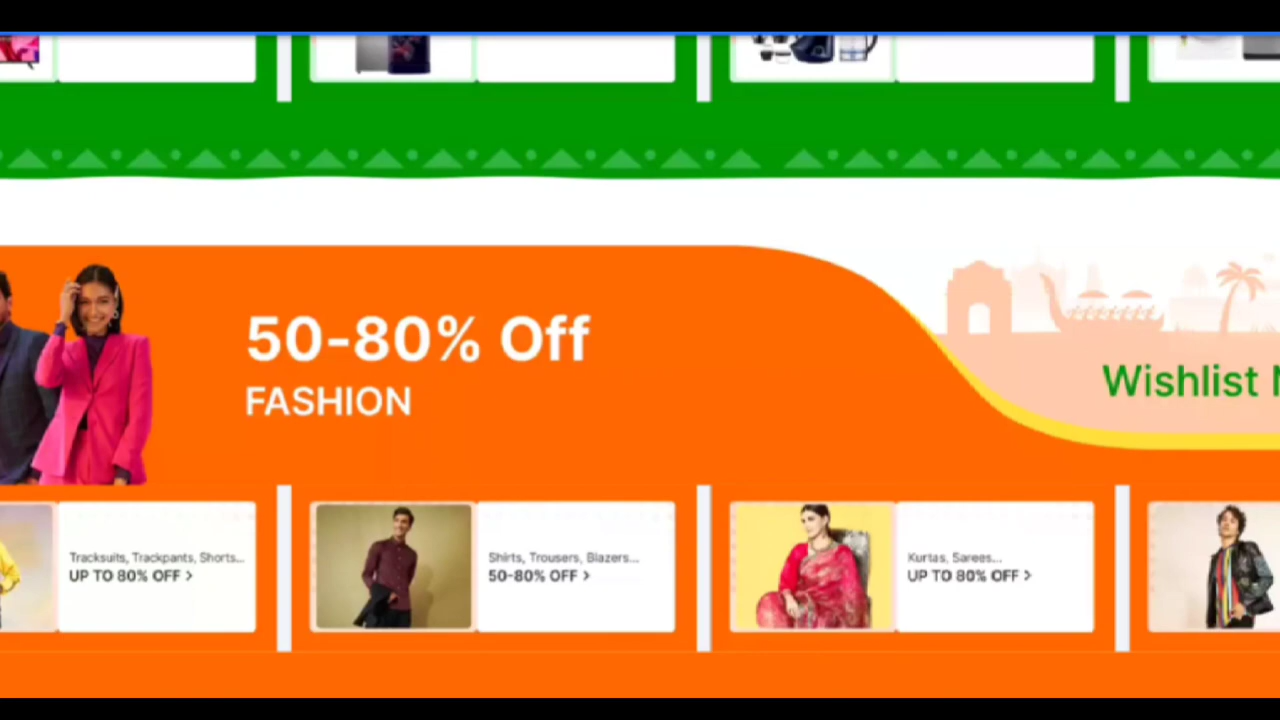 50-80% Off
FASHION
Wishlist
Tracksuits, Trackpants, Shorts...
UP TO 80% OFF >
Shirts, Trousers, Blazers...
50-80% OFF >
Kurtas, Sarees...
UP TO 80% OFF >